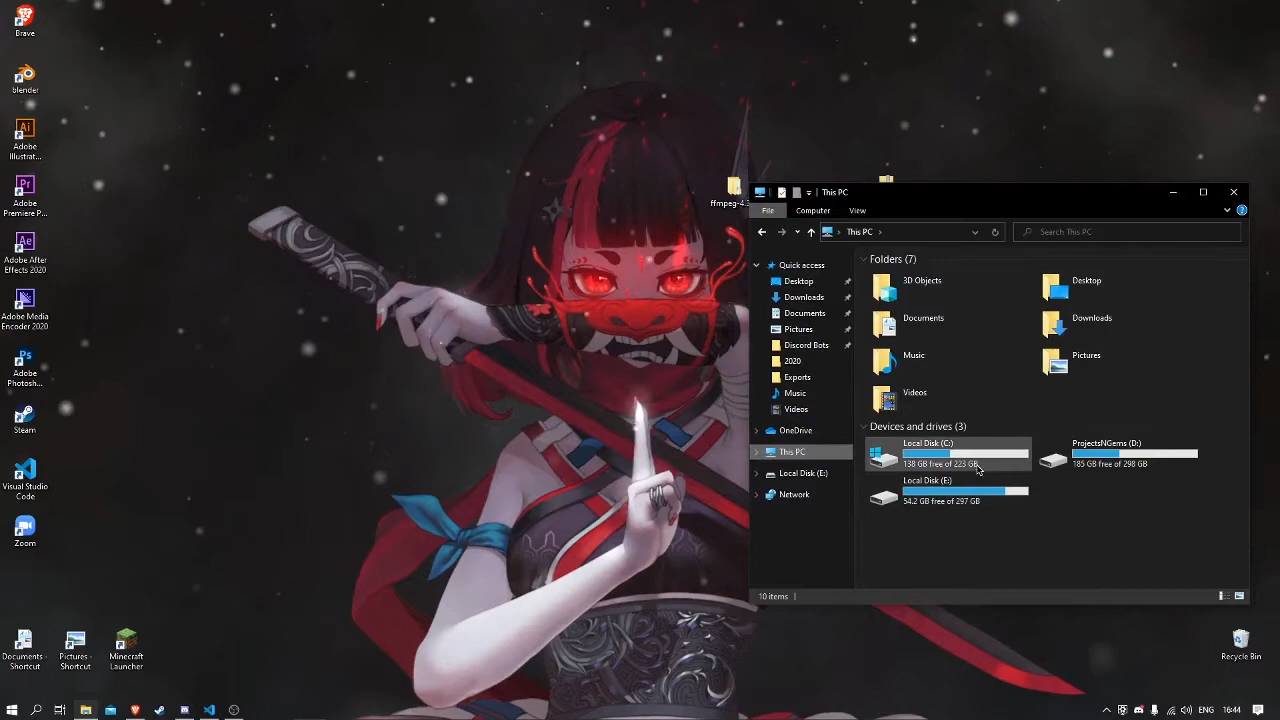 Brave
blender
Adobe
Illustrat...
Adobe
Premiere P...
Adobe After
Effects 2020
Adobe Media
Encoder 2020
Adobe
Photosh...
Steam
Visual Studio
Code
Zoom
Documents -
Shortcut
Pictures -
Shortcut
Minecraft
Launcher
ffmpeg-4.3
This PC
File
Computer
View
This PC
Search This PC
Quick access
Desktop
Downloads
Documents
Pictures
Discord Bots
2020
Exports
Music
Videos
OneDrive
This PC
Local Disk (E:)
Network
Folders (7)
3D Objects
Desktop
Documents
Downloads
Music
Pictures
Videos
Devices and drives (3)
Local Disk (C:)
138 GB free of 223 GB
ProjectsNGems (D:)
185 GB free of 298 GB
Local Disk (E:)
54.2 GB free of 297 GB
10 items
Recycle Bin
ENG
16:44